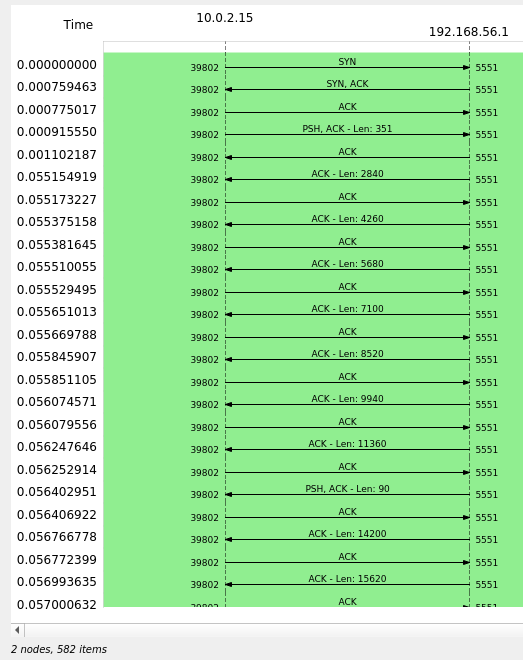 Time 10.0.2.15 192.168.56.1
0.000000000 39802 SYN 5551
0.000759463 39802 SYN, ACK 5551
0.000775017 39802 ACK 5551
0.000915550 39802 PSH, ACK - Len: 351 5551
0.001102187 39802 ACK 5551
0.055154919 39802 ACK - Len: 2840 5551
0.055173227 39802 ACK 5551
0.055375158 39802 ACK - Len: 4260 5551
0.055381645 39802 ACK 5551
0.055510055 39802 ACK - Len: 5680 5551
0.055529495 39802 ACK 5551
0.055651013 39802 ACK - Len: 7100 5551
0.055669788 39802 ACK 5551
0.055845907 39802 ACK - Len: 8520 5551
0.055851105 39802 ACK 5551
0.056074571 39802 ACK - Len: 9940 5551
0.056079556 39802 ACK 5551
0.056247646 39802 ACK - Len: 11360 5551
0.056252914 39802 ACK 5551
0.056402951 39802 PSH, ACK - Len: 90 5551
0.056406922 39802 ACK 5551
0.056766778 39802 ACK - Len: 14200 5551
0.056772399 39802 ACK 5551
0.056993635 39802 ACK - Len: 15620 5551
0.057000632 39802 ACK 5551
2 nodes, 582 items